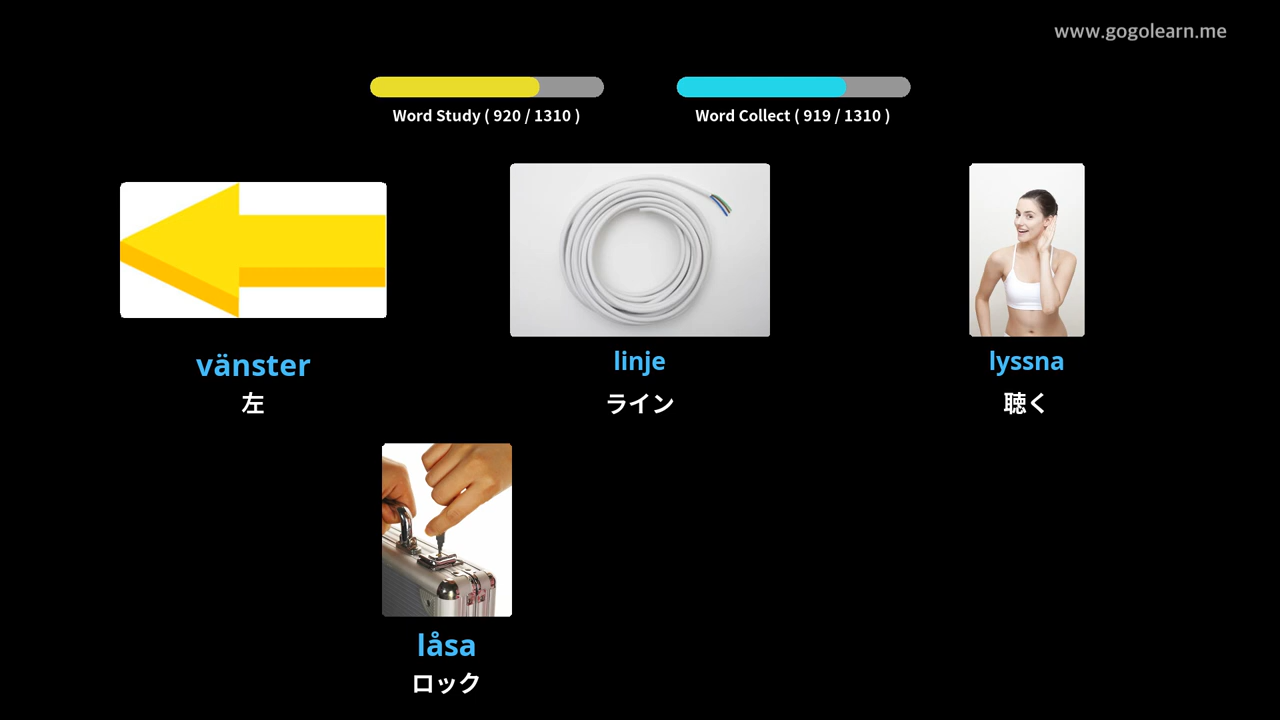 www.gogolearn.me
Word Study ( 920 / 1310 )
Word Collect ( 919 / 1310 )
vänster
左
linje
ライン
lyssna
聴く
låsa
ロック